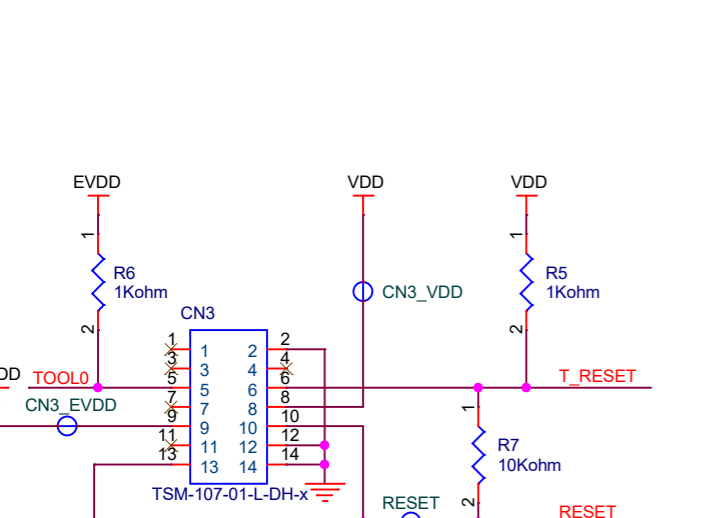 EVDD
VDD
VDD
1
1
R6
1Kohm
CN3_VDD
R5
1Kohm
2
CN3
2
1
1
2
2
3
3
4
4
DD
TOOL0
5
5
6
6
T_RESET
7
7
8
8
CN3_EVDD
9
9
10
10
1
11
11
12
12
R7
10Kohm
13
13
14
14
TSM-107-01-L-DH-x
RESET
2
RESET